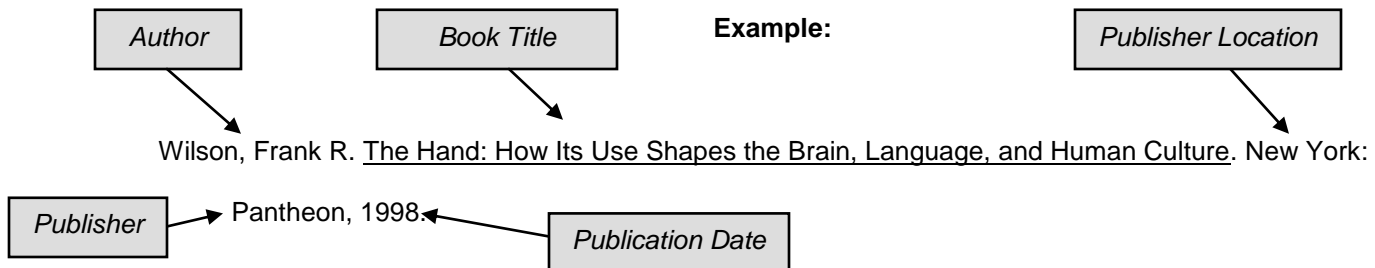 Example:
Author
Book Title
Publisher Location
Wilson, Frank R. The Hand: How Its Use Shapes the Brain, Language, and Human Culture. New York:
Pantheon, 1998.
Publisher
Publication Date